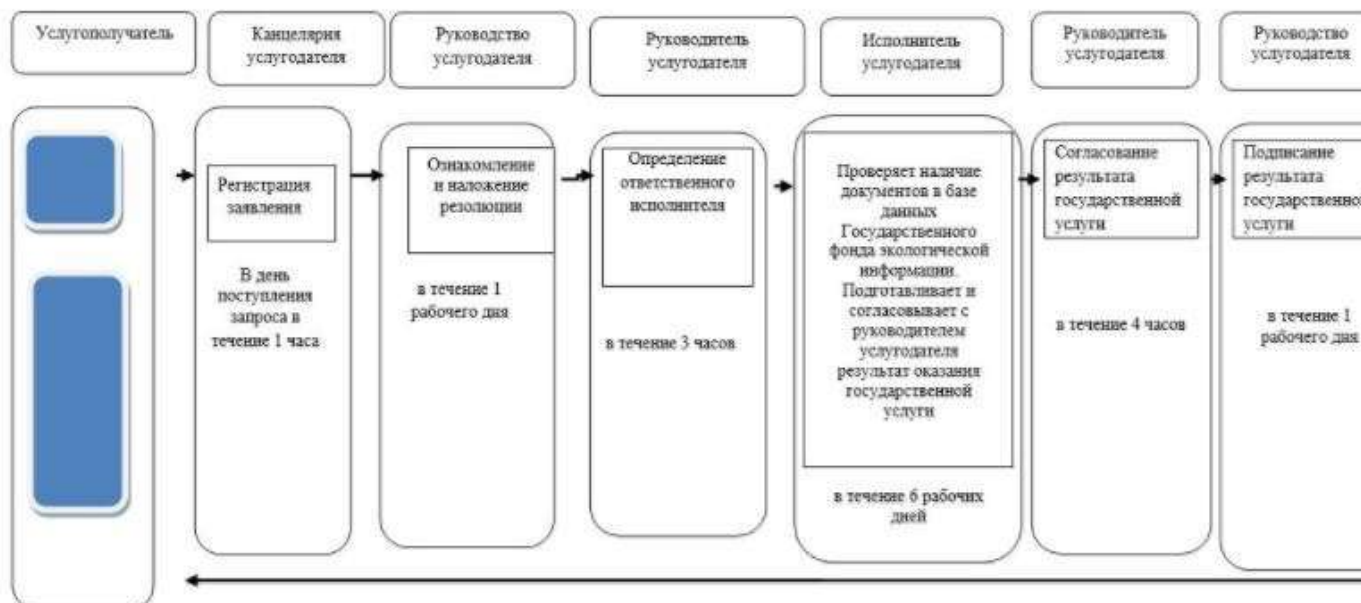 Услугополучатель
Канцелярия
услугодателя
Руководство
услугодателя
Руководитель
услугодателя
Исполнитель
услугодателя
Руководитель
услугодателя
Руководство
услугодателя
Регистрация
заявления
В день
поступления
запроса в
течение 1 часа
Ознакомление
и наложение
резолюции
в течение 1
рабочего дня
Определение
ответственного
исполнителя
в течение 3 часов
Проверяет наличие
документов в базе
данных
Государственного
фонда экологической
информации.
Подготавливает и
согласовывает с
руководителем
услугодателя
результат оказания
государственной
услуги
в течение 6 рабочих
дней
Согласование
результата
государственной
услуги
в течение 4 часов
Подписание
результата
государственной
услуги
в течение 1
рабочего дня